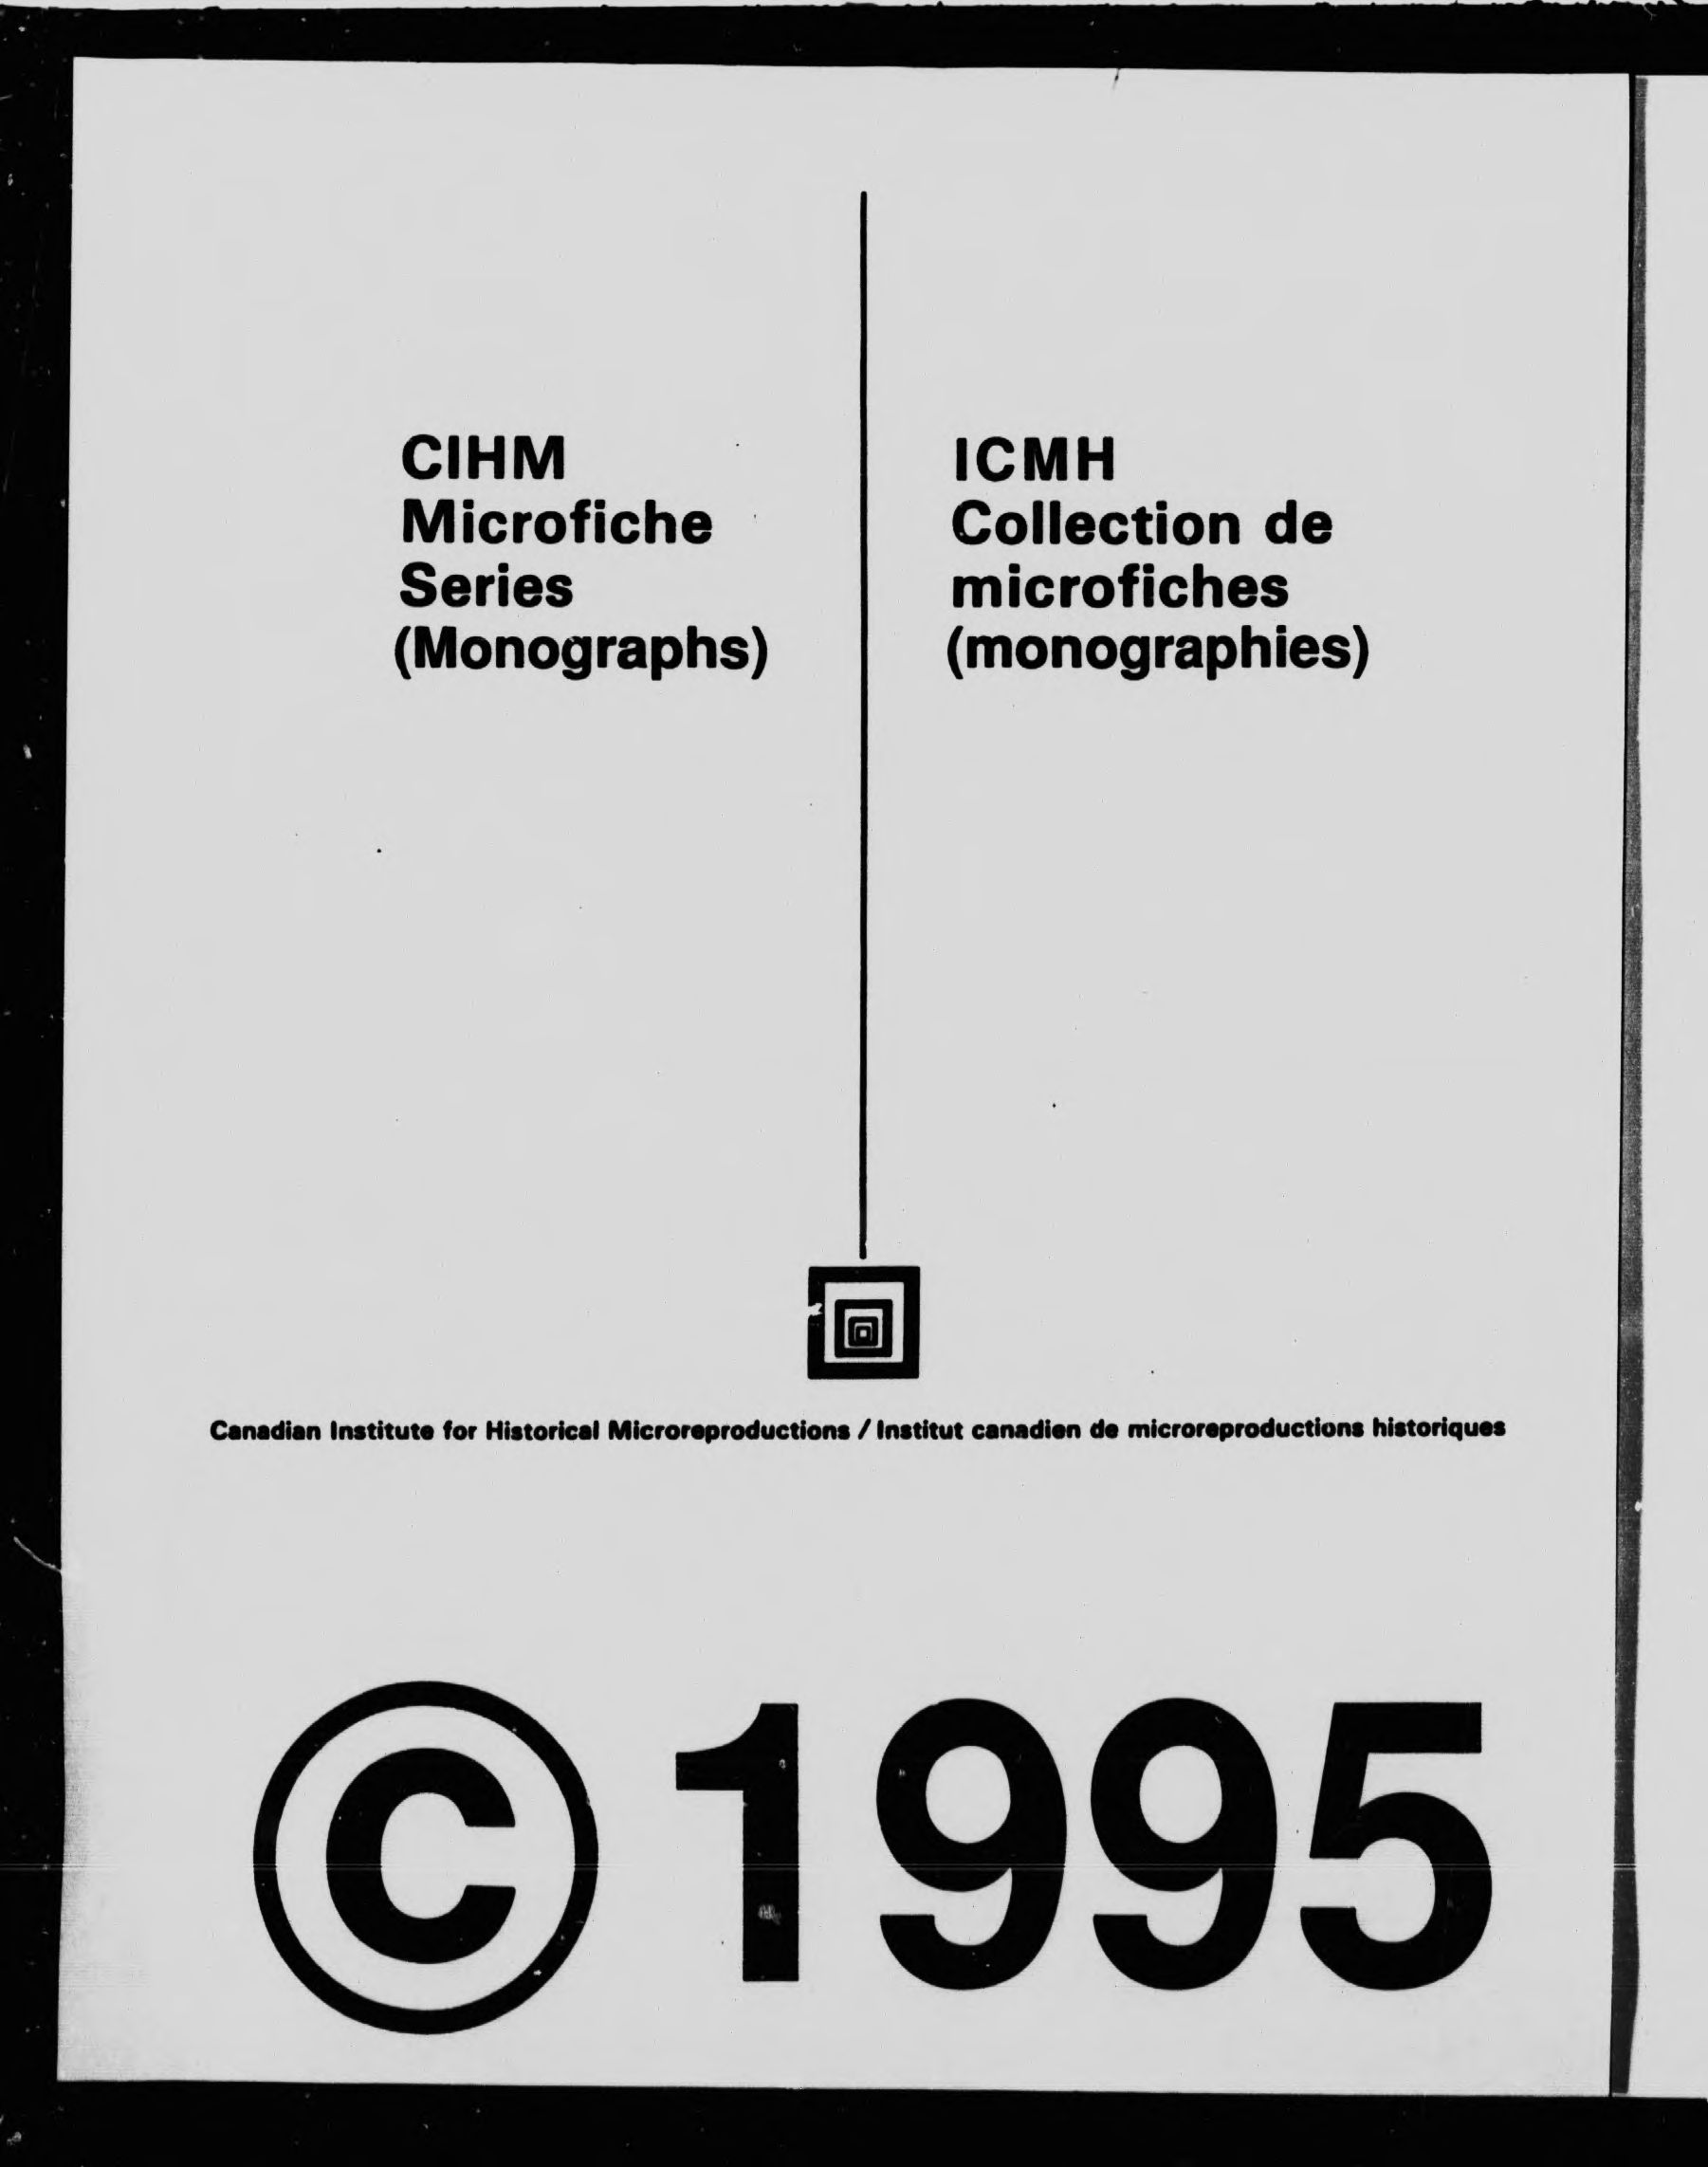 CIHM
Microfiche
Series
(Monographs)
ICMH
Collection de
microfiches
(monographies)
Canadian Institute for Historical Microreproductions / Institut canadien de microreproductions historiques
© 1995